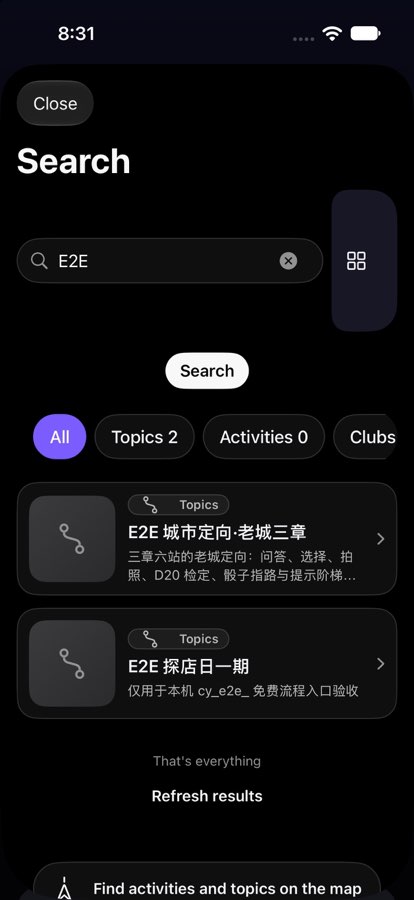 8:31
Close
Search
E2E
Search
All
Topics 2
Activities 0
Clubs
Topics
E2E 城市定向·老城三章
三章六站的老城定向：问答、选择、拍
照、D20 检定、骰子指路与提示阶梯...
Topics
E2E 探店日一期
仅用于本机 cy_e2e_ 免费流程入口验收
That's everything
Refresh results
Find activities and topics on the map